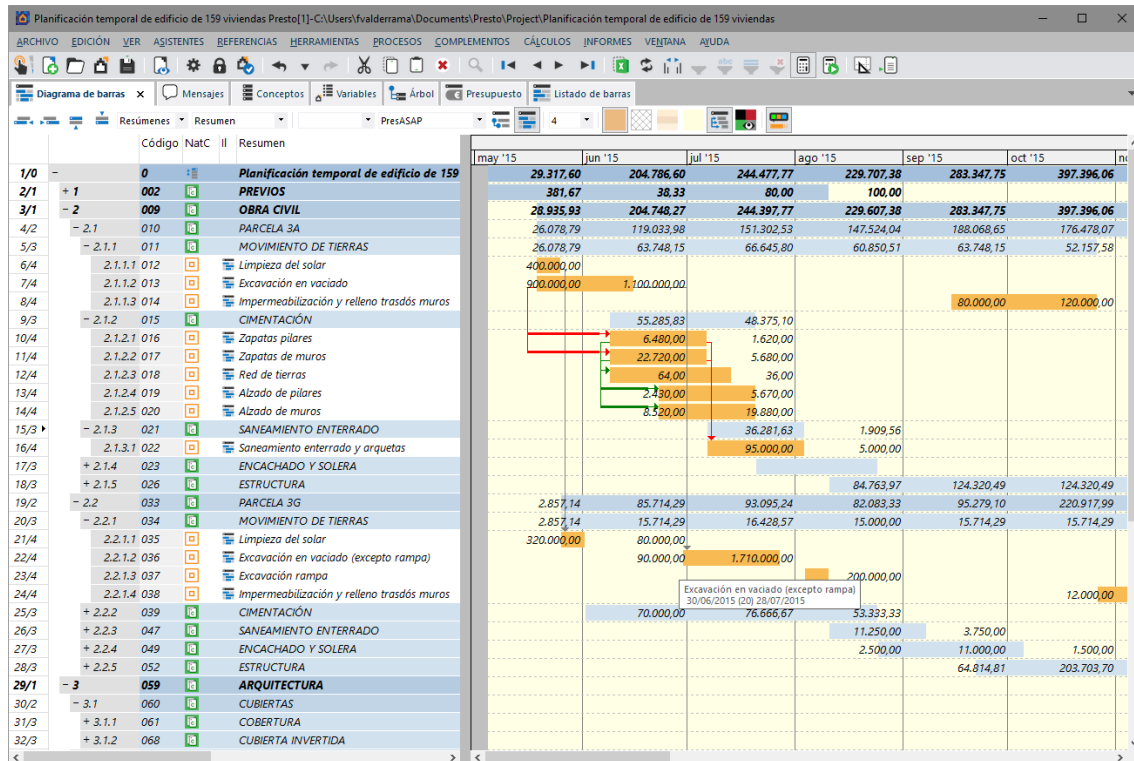 Planificación temporal de edificio de 159 viviendas Presto[1]-C:\Users\fvalderrama\Documents\Presto\Project\Planificación temporal de edificio de 159 viviendas
ARCHIVO EDICIÓN VER ASISTENTES REFERENCIAS HERRAMIENTAS PROCESOS COMPLEMENTOS CÁLCULOS INFORMES VENTANA AYUDA
Diagrama de barras x Mensajes Conceptos Variables Árbol Presupuesto Listado de barras
Resúmenes Resumen PresASAP 4
Código NatC II Resumen
may '15 jun '15 jul '15 ago '15 sep '15 oct '15
1/0 - 0 Planificación temporal de edificio de 159 29.317,60 204.786,60 244.477,77 229.707,38 283.347,75 397.396,06
2/1 + 1 002 PREVIOS 381,67 38,33 80,00 100,00
3/1 - 2 009 OBRA CIVIL 28.935,93 204.748,27 244.397,77 229.607,38 283.347,75 397.396,06
4/2 - 2.1 010 PARCELA 3A 26.078,79 119.033,98 151.302,53 147.524,04 188.068,65 176.478,07
5/3 - 2.1.1 011 MOVIMIENTO DE TIERRAS 26.078,79 63.748,15 66.645,80 60.850,51 63.748,15 52.157,58
6/4 2.1.1.1 012 Limpieza del solar 400.000,00
7/4 2.1.1.2 013 Excavación en vaciado 900.000,00 1.100.000,00
8/4 2.1.1.3 014 Impermeabilización y relleno trasdós muros 80.000,00 120.000,00
9/3 - 2.1.2 015 CIMENTACIÓN 55.285,83 48.375,10
10/4 2.1.2.1 016 Zapatas pilares 6.480,00 1.620,00
11/4 2.1.2.2 017 Zapatas de muros 22.720,00 5.680,00
12/4 2.1.2.3 018 Red de tierras 64,00 36,00
13/4 2.1.2.4 019 Alzado de pilares 2.430,00 5.670,00
14/4 2.1.2.5 020 Alzado de muros 8.520,00 19.880,00
15/3 - 2.1.3 021 SANEAMIENTO ENTERRADO 36.281,63 1.909,56
16/4 2.1.3.1 022 Saneamiento enterrado y arquetas 95.000,00 5.000,00
17/3 + 2.1.4 023 ENCACHADO Y SOLERA
18/3 + 2.1.5 026 ESTRUCTURA 84.763,97 124.320,49 124.320,49
19/2 - 2.2 033 PARCELA 3G 2.857,14 85.714,29 93.095,24 82.083,33 95.279,10 220.917,99
20/3 - 2.2.1 034 MOVIMIENTO DE TIERRAS 2.857,14 15.714,29 16.428,57 15.000,00 15.714,29 15.714,29
21/4 2.2.1.1 035 Limpieza del solar 320.000,00 80.000,00
22/4 2.2.1.2 036 Excavación en vaciado (excepto rampa) 90.000,00 1.710.000,00
23/4 2.2.1.3 037 Excavación rampa 200.000,00
24/4 2.2.1.4 038 Impermeabilización y relleno trasdós muros 12.000,00
Excavación en vaciado (excepto rampa)
30/06/2015 (20) 28/07/2015
25/3 + 2.2.2 039 CIMENTACIÓN 70.000,00 76.666,67 53.333,33
26/3 + 2.2.3 047 SANEAMIENTO ENTERRADO 11.250,00 3.750,00
27/3 + 2.2.4 049 ENCACHADO Y SOLERA 2.500,00 11.000,00 1.500,00
28/3 + 2.2.5 052 ESTRUCTURA 64.814,81 203.703,70
29/1 - 3 059 ARQUITECTURA
30/2 - 3.1 060 CUBIERTAS
31/3 + 3.1.1 061 COBERTURA
32/3 + 3.1.2 068 CUBIERTA INVERTIDA